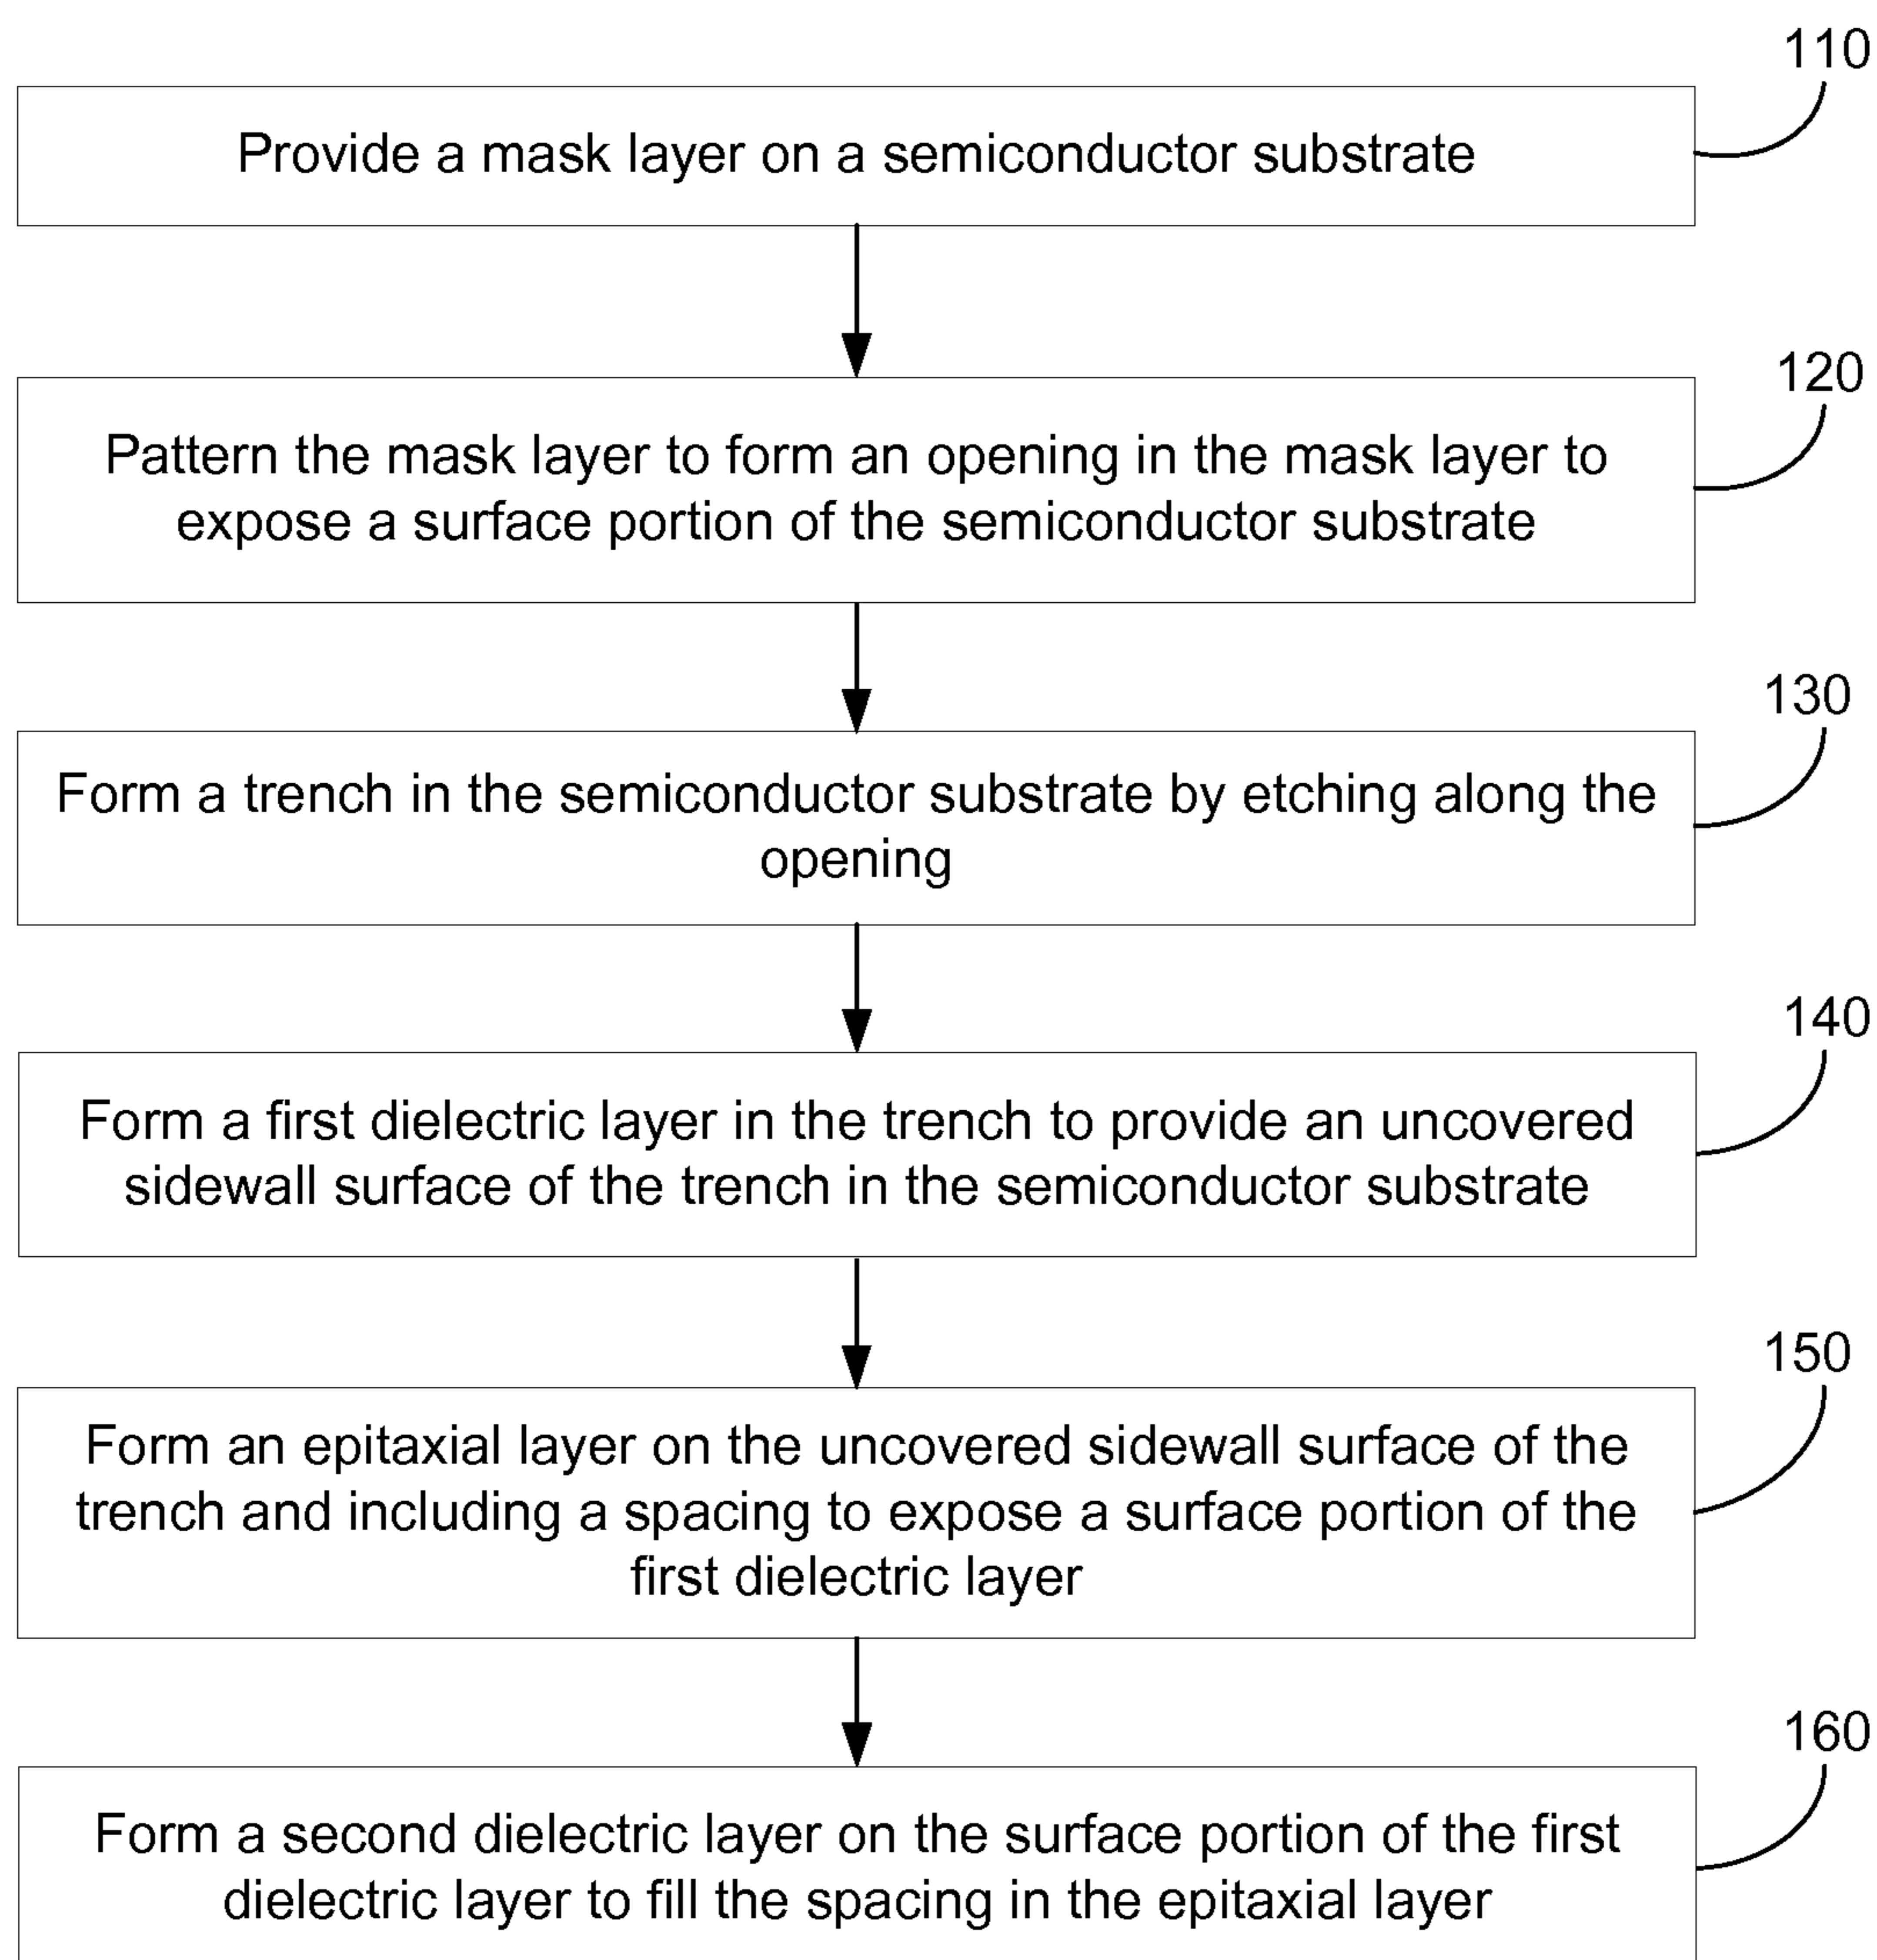 110
Provide a mask layer on a semiconductor substrate
120
Pattern the mask layer to form an opening in the mask layer to
expose a surface portion of the semiconductor substrate
130
Form a trench in the semiconductor substrate by etching along the
opening
140
Form a first dielectric layer in the trench to provide an uncovered
sidewall surface of the trench in the semiconductor substrate
150
Form an epitaxial layer on the uncovered sidewall surface of the
trench and including a spacing to expose a surface portion of the
first dielectric layer
160
Form a second dielectric layer on the surface portion of the first
dielectric layer to fill the spacing in the epitaxial layer